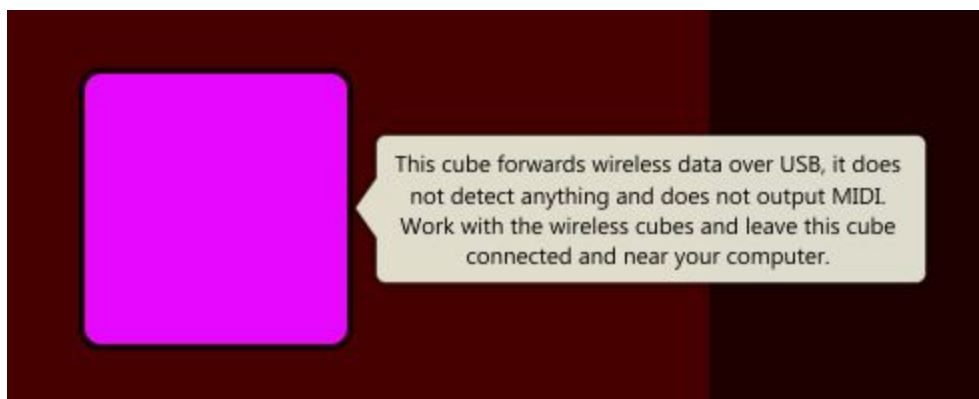 This cube forwards wireless data over USB, it does
not detect anything and does not output MIDI.
Work with the wireless cubes and leave this cube
connected and near your computer.